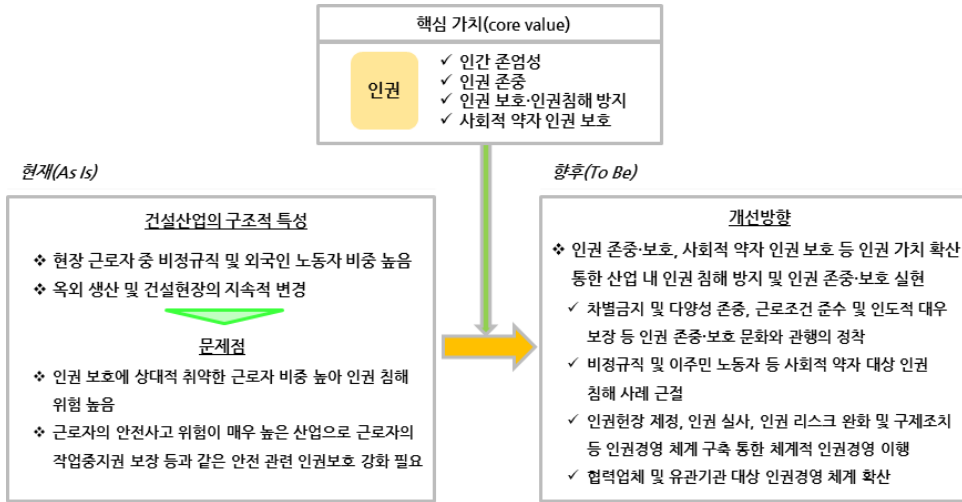 핵심 가치(core value)
인권
✓ 인간 존엄성
✓ 인권 존중
✓ 인권 보호·인권침해 방지
✓ 사회적 약자 인권 보호
현재(As Is)
건설산업의 구조적 특성
❖ 현장 근로자 중 비정규직 및 외국인 노동자 비중 높음
❖ 옥외 생산 및 건설현장의 지속적 변경
문제점
❖ 인권 보호에 상대적 취약한 근로자 비중 높아 인권 침해
위험 높음
❖ 근로자의 안전사고 위험이 매우 높은 산업으로 근로자의
작업중지권 보장 등과 같은 안전 관련 인권보호 강화 필요
향후(To Be)
개선방향
❖ 인권 존중·보호, 사회적 약자 인권 보호 등 인권 가치 확산
통한 산업 내 인권 침해 방지 및 인권 존중·보호 실현
✓ 차별금지 및 다양성 존중, 근로조건 준수 및 인도적 대우
보장 등 인권 존중·보호 문화와 관행의 정착
✓ 비정규직 및 이주민 노동자 등 사회적 약자 대상 인권
침해 사례 근절
✓ 인권헌장 제정, 인권 실사, 인권 리스크 완화 및 구제조치
등 인권경영 체계 구축 통한 체계적 인권경영 이행
✓ 협력업체 및 유관기관 대상 인권경영 체계 확산